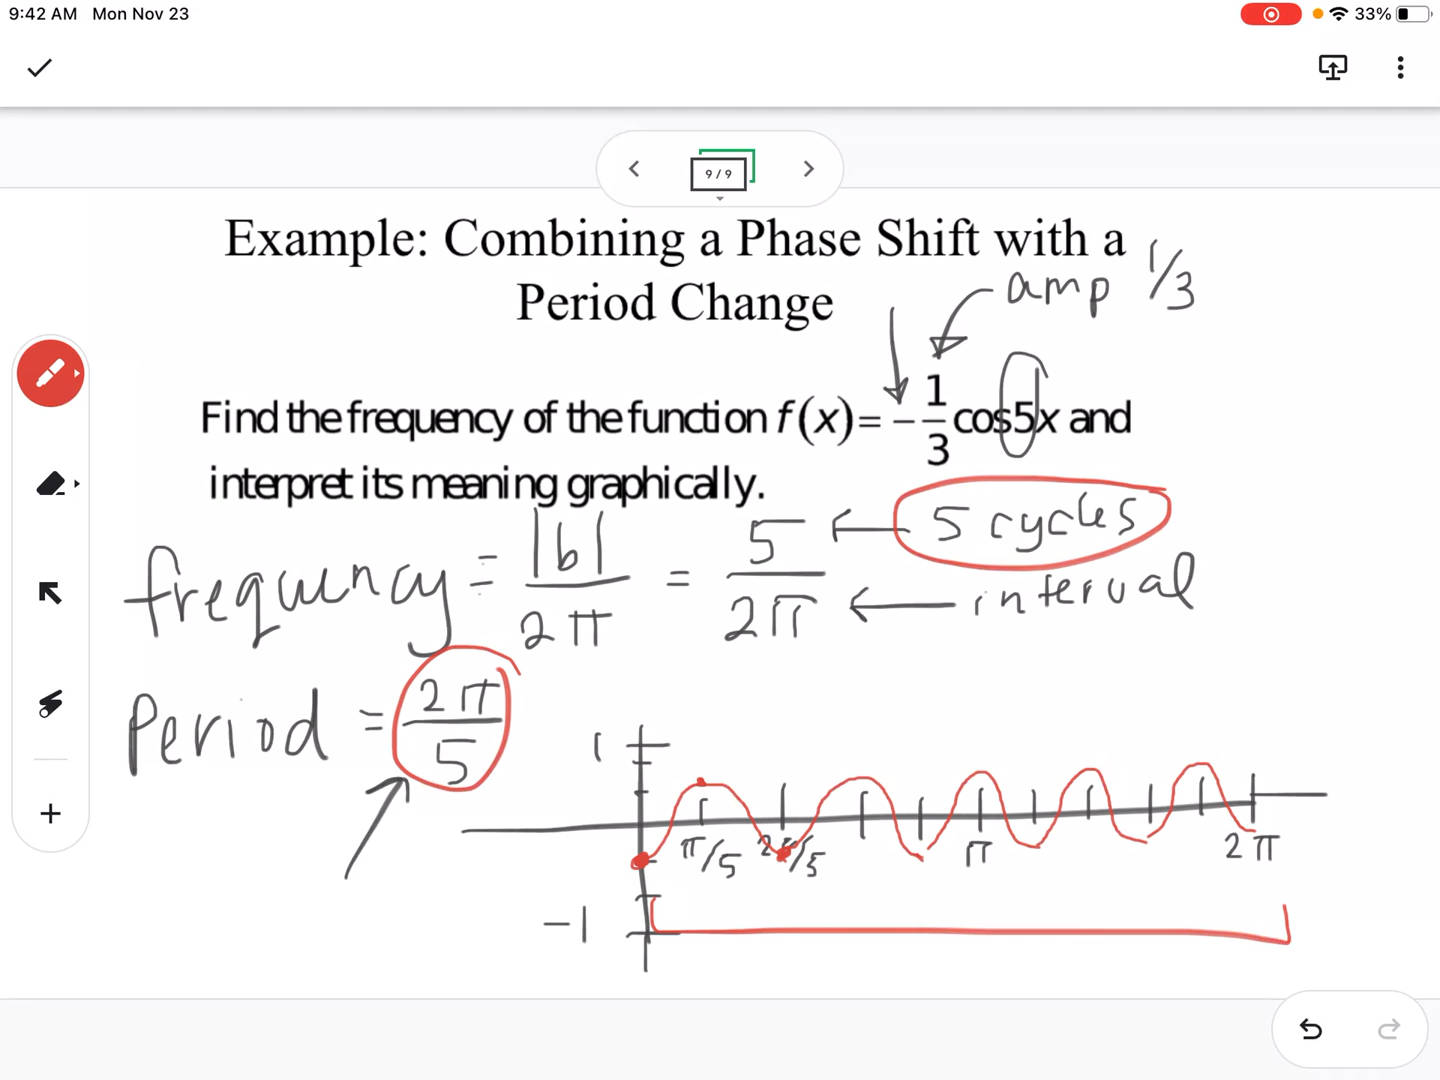 9:42 AM Mon Nov 23
33%
9 / 9
Example: Combining a Phase Shift with a
Period Change
amp 1/3
Find the frequency of the function f(x) = -1/3 cos5x and
interpret its meaning graphically.
frequency = |b|/2π = 5/2π
5 cycles
interval
Period = 2π/5
1
π/5
2π/5
π
2π
-1